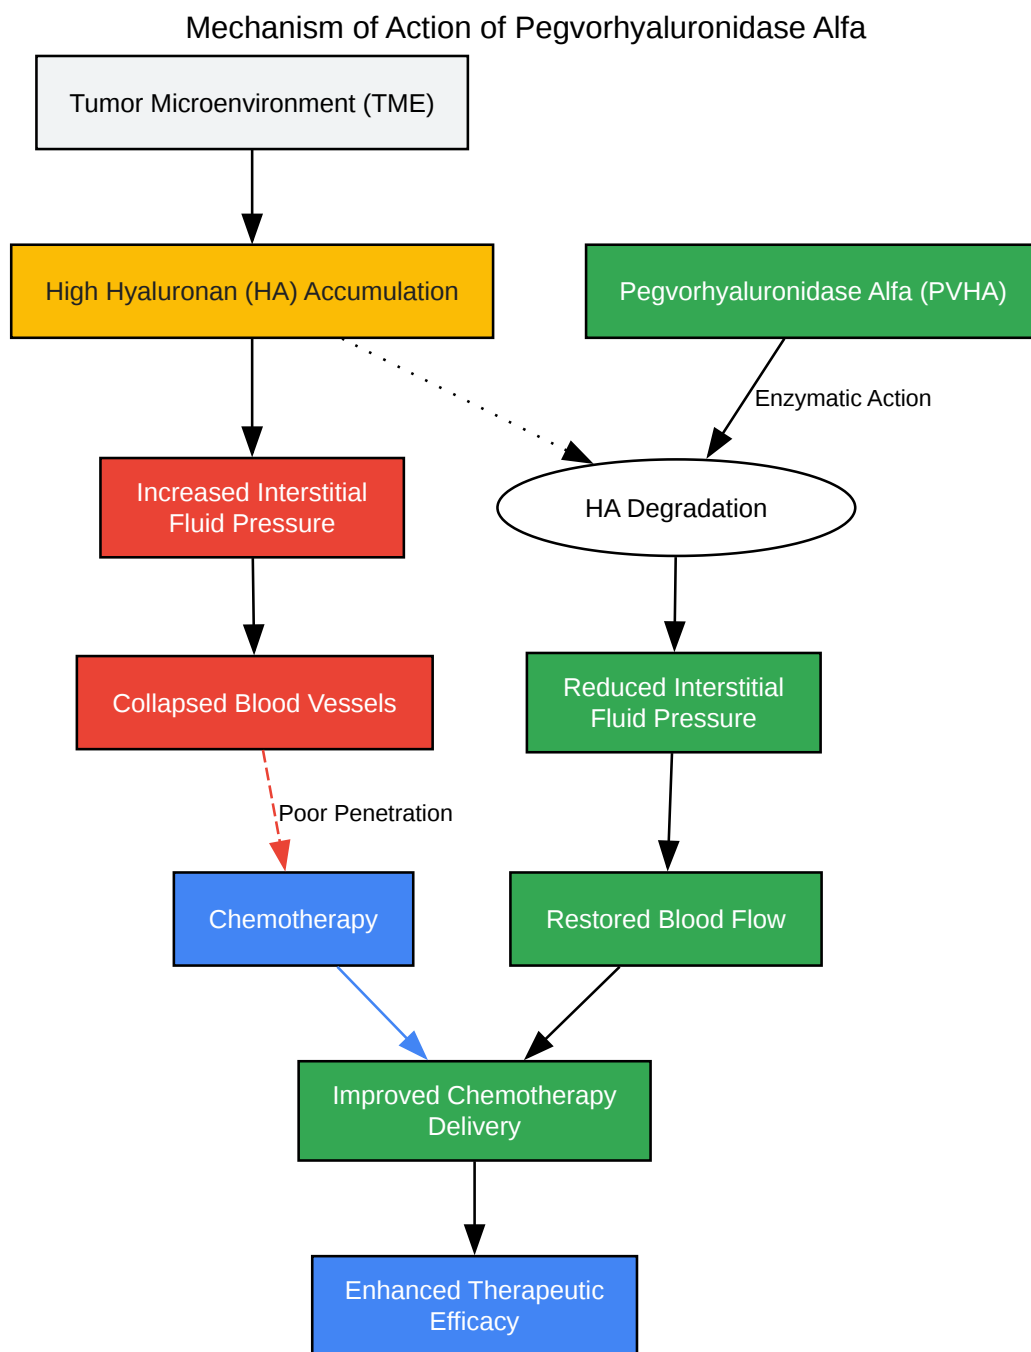 Mechanism of Action of Pegvorhyaluronidase Alfa
Tumor Microenvironment (TME)
High Hyaluronan (HA) Accumulation
Pegvorhyaluronidase Alfa (PVHA)
Enzymatic Action
Increased Interstitial
Fluid Pressure
HA Degradation
Collapsed Blood Vessels
Reduced Interstitial
Fluid Pressure
Poor Penetration
Chemotherapy
Restored Blood Flow
Improved Chemotherapy
Delivery
Enhanced Therapeutic
Efficacy